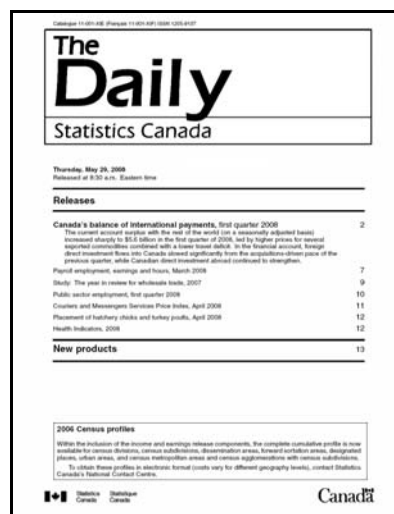 Catalogue 11-001-XIE (Français 11-001-XIF) ISSN 1205-9137
The
Daily
Statistics Canada
Thursday, May 29, 2008
Released at 8:30 a.m. Eastern time
Releases
Canada's balance of international payments, first quarter 2008 2
The current account surplus with the rest of the world (on a seasonally adjusted basis)
increased sharply to $5.6 billion in the first quarter of 2008, led by higher prices for several
exported commodities combined with a lower travel deficit. In the financial account, foreign
direct investment flows into Canada slowed significantly from the acquisitions-driven pace of the
previous quarter, while Canadian direct investment abroad continued to strengthen.
Payroll employment, earnings and hours, March 2008 7
Study: The year in review for wholesale trade, 2007 9
Public sector employment, first quarter 2008 10
Couriers and Messengers Services Price Index, April 2008 11
Placement of hatchery chicks and turkey poults, April 2008 12
Health Indicators, 2008 12
New products 13
2006 Census profiles
Within the inclusion of the income and earnings release components, the complete cumulative profile is now
available for census divisions, census subdivisions, dissemination areas, forward sortation areas, designated
places, urban areas, and census metropolitan areas and census agglomerations with census subdivisions.
To obtain these profiles in electronic format (costs vary for different geography levels), contact Statistics
Canada's National Contact Centre.
Statistics Statistique
Canada Canada
Canada